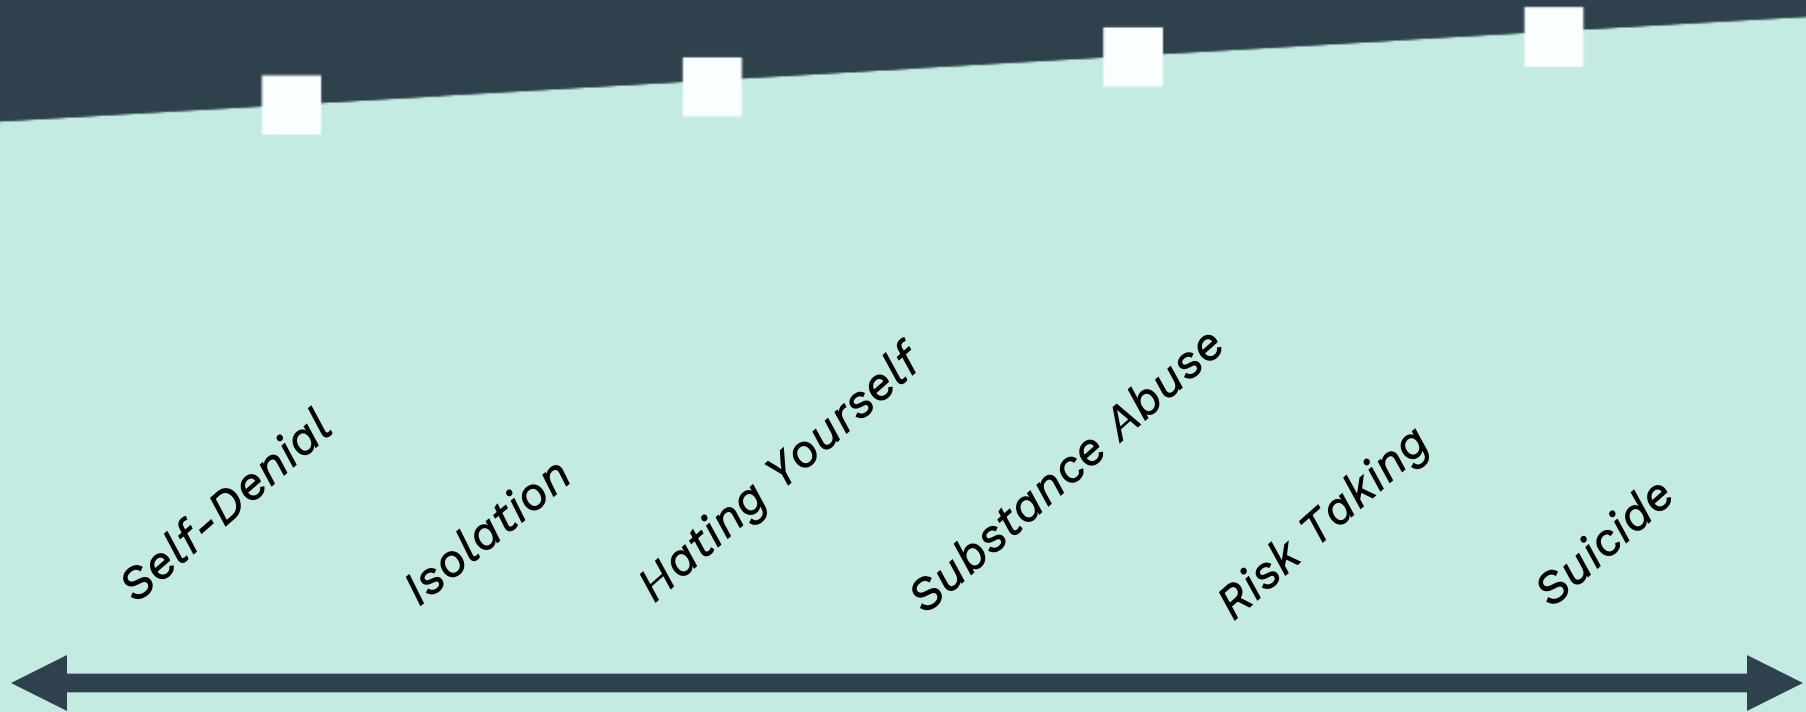 Self-Denial
Isolation
Hating Yourself
Substance Abuse
Risk Taking
Suicide